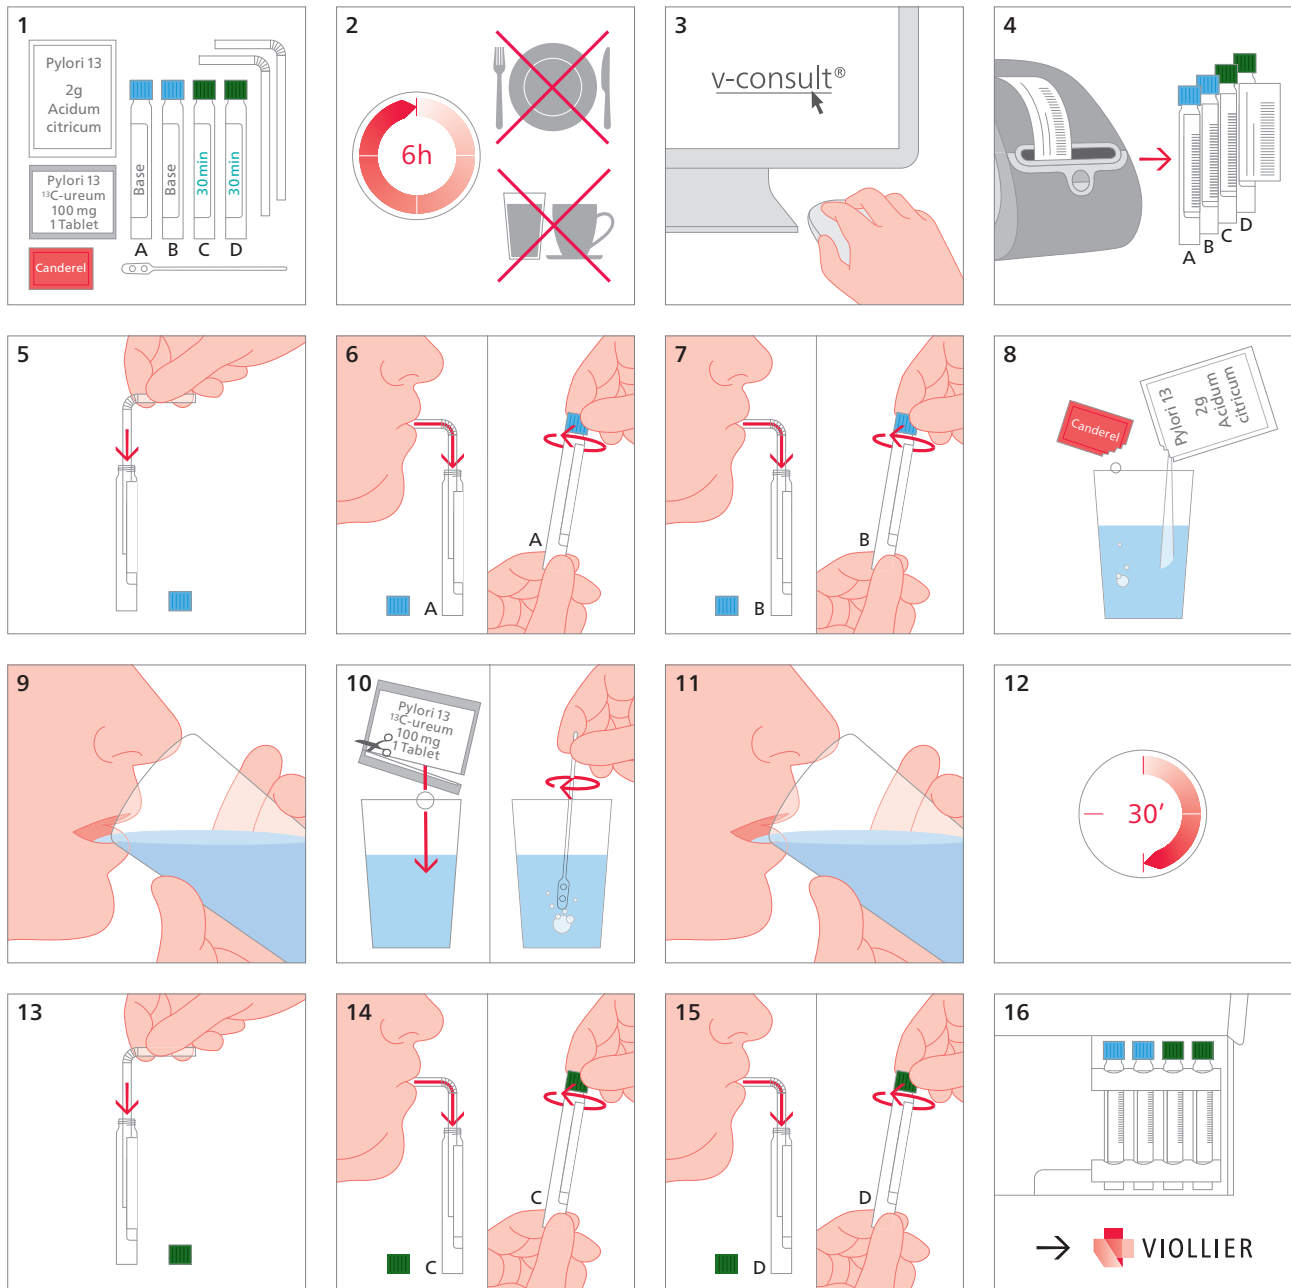 1
Pylori 13
2g
Acidum
citricum
Pylori 13
¹³C-ureum
100 mg
1 Tablet
Canderel
Base
Base
30 min
30 min
A
B
C
D
2
6h
3
v-consult®
4
A
B
C
D
5
6
A
A
7
B
B
8
Canderel
Pylori 13
2g
Acidum
citricum
9
10
Pylori 13
¹³C-ureum
100 mg
1 Tablet
11
12
30’
13
14
C
C
15
D
D
16
VIOLLIER